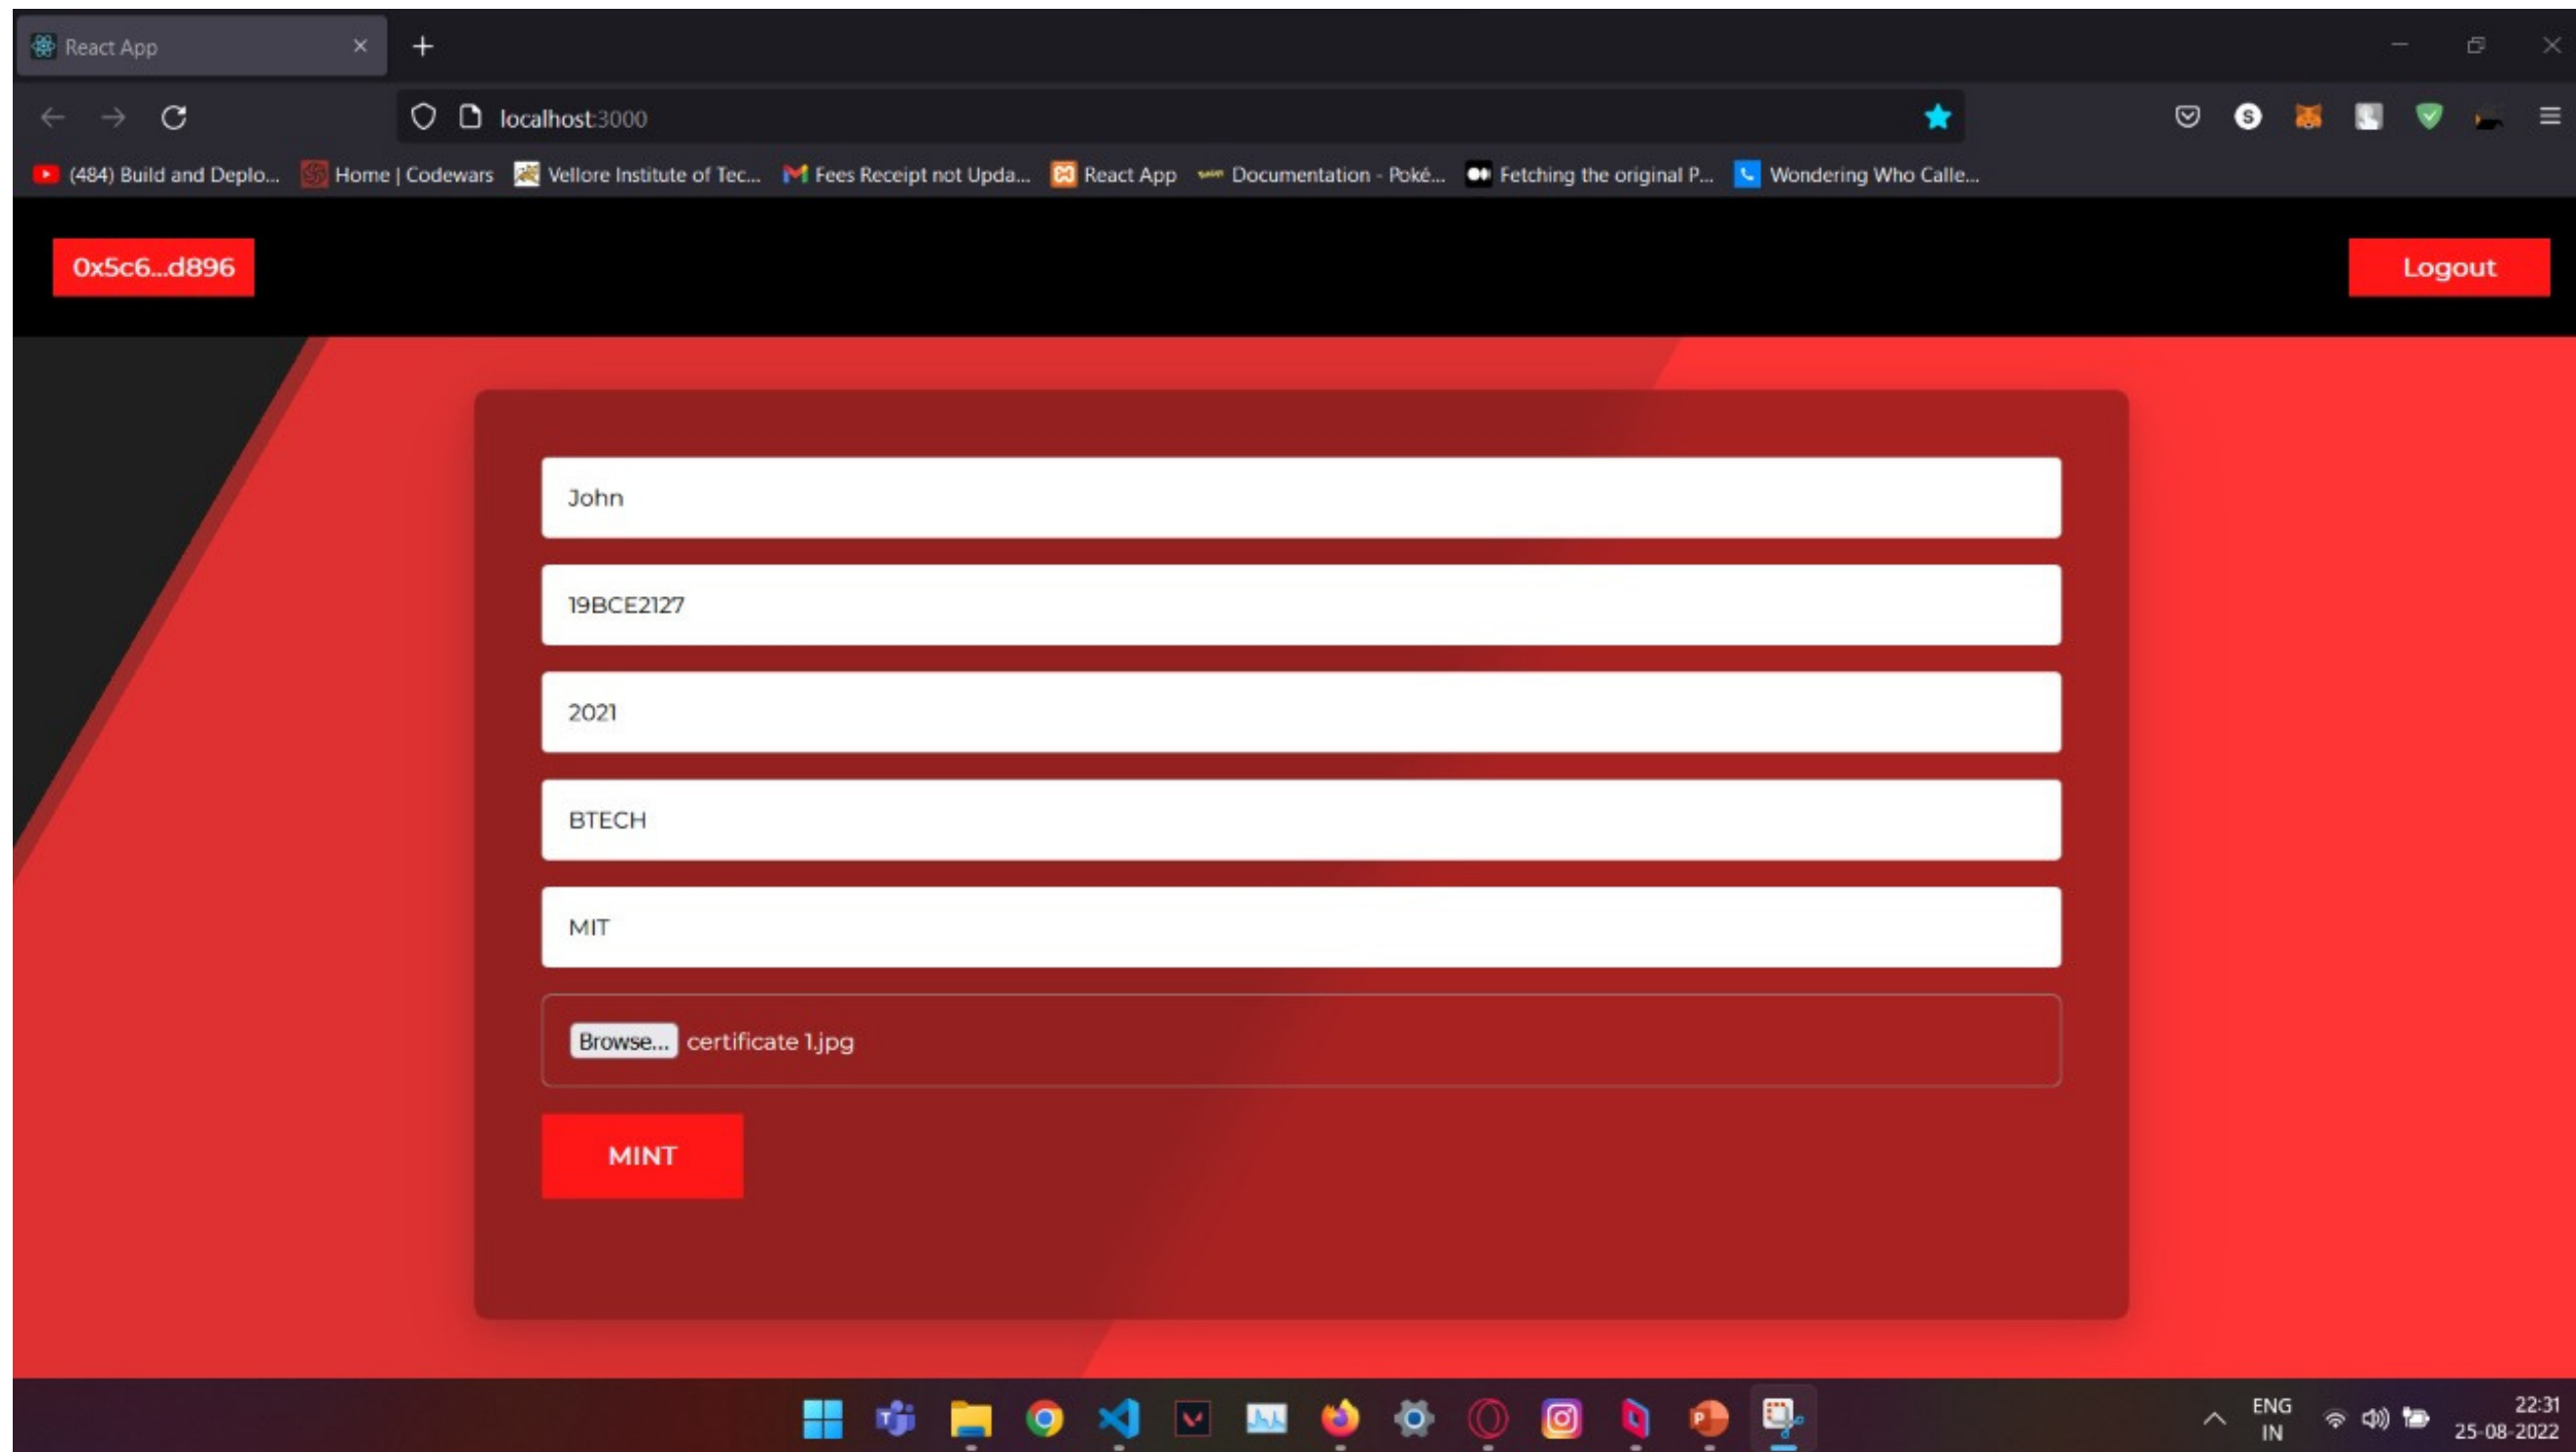 React App
localhost:3000
(484) Build and Deplo... Home | Codewars Vellore Institute of Tec... Fees Receipt not Upda... React App Documentation - Poké... Fetching the original P... Wondering Who Calle...
0x5c6...d896 Logout
John
19BCE2127
2021
BTECH
MIT
Browse... certificate 1.jpg
MINT
ENG 22:31
IN 25-08-2022